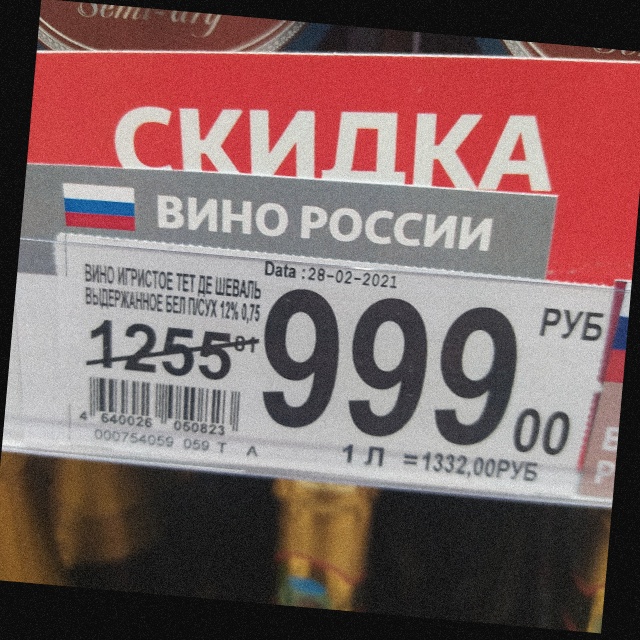 Semi-dry
СКИДКА
ВИНО РОССИИ
Data :28-02-2021
ВИНО ИГРИСТОЕ ТЕТ ДЕ ШЕВАЛЬ
ВЫДЕРЖАННОЕ БЕЛ П/СУХ 12% 0,75
1255 81
999 00 РУБ
4 640026 050823
000754059 059 Т Л
1 Л =1332,00РУБ